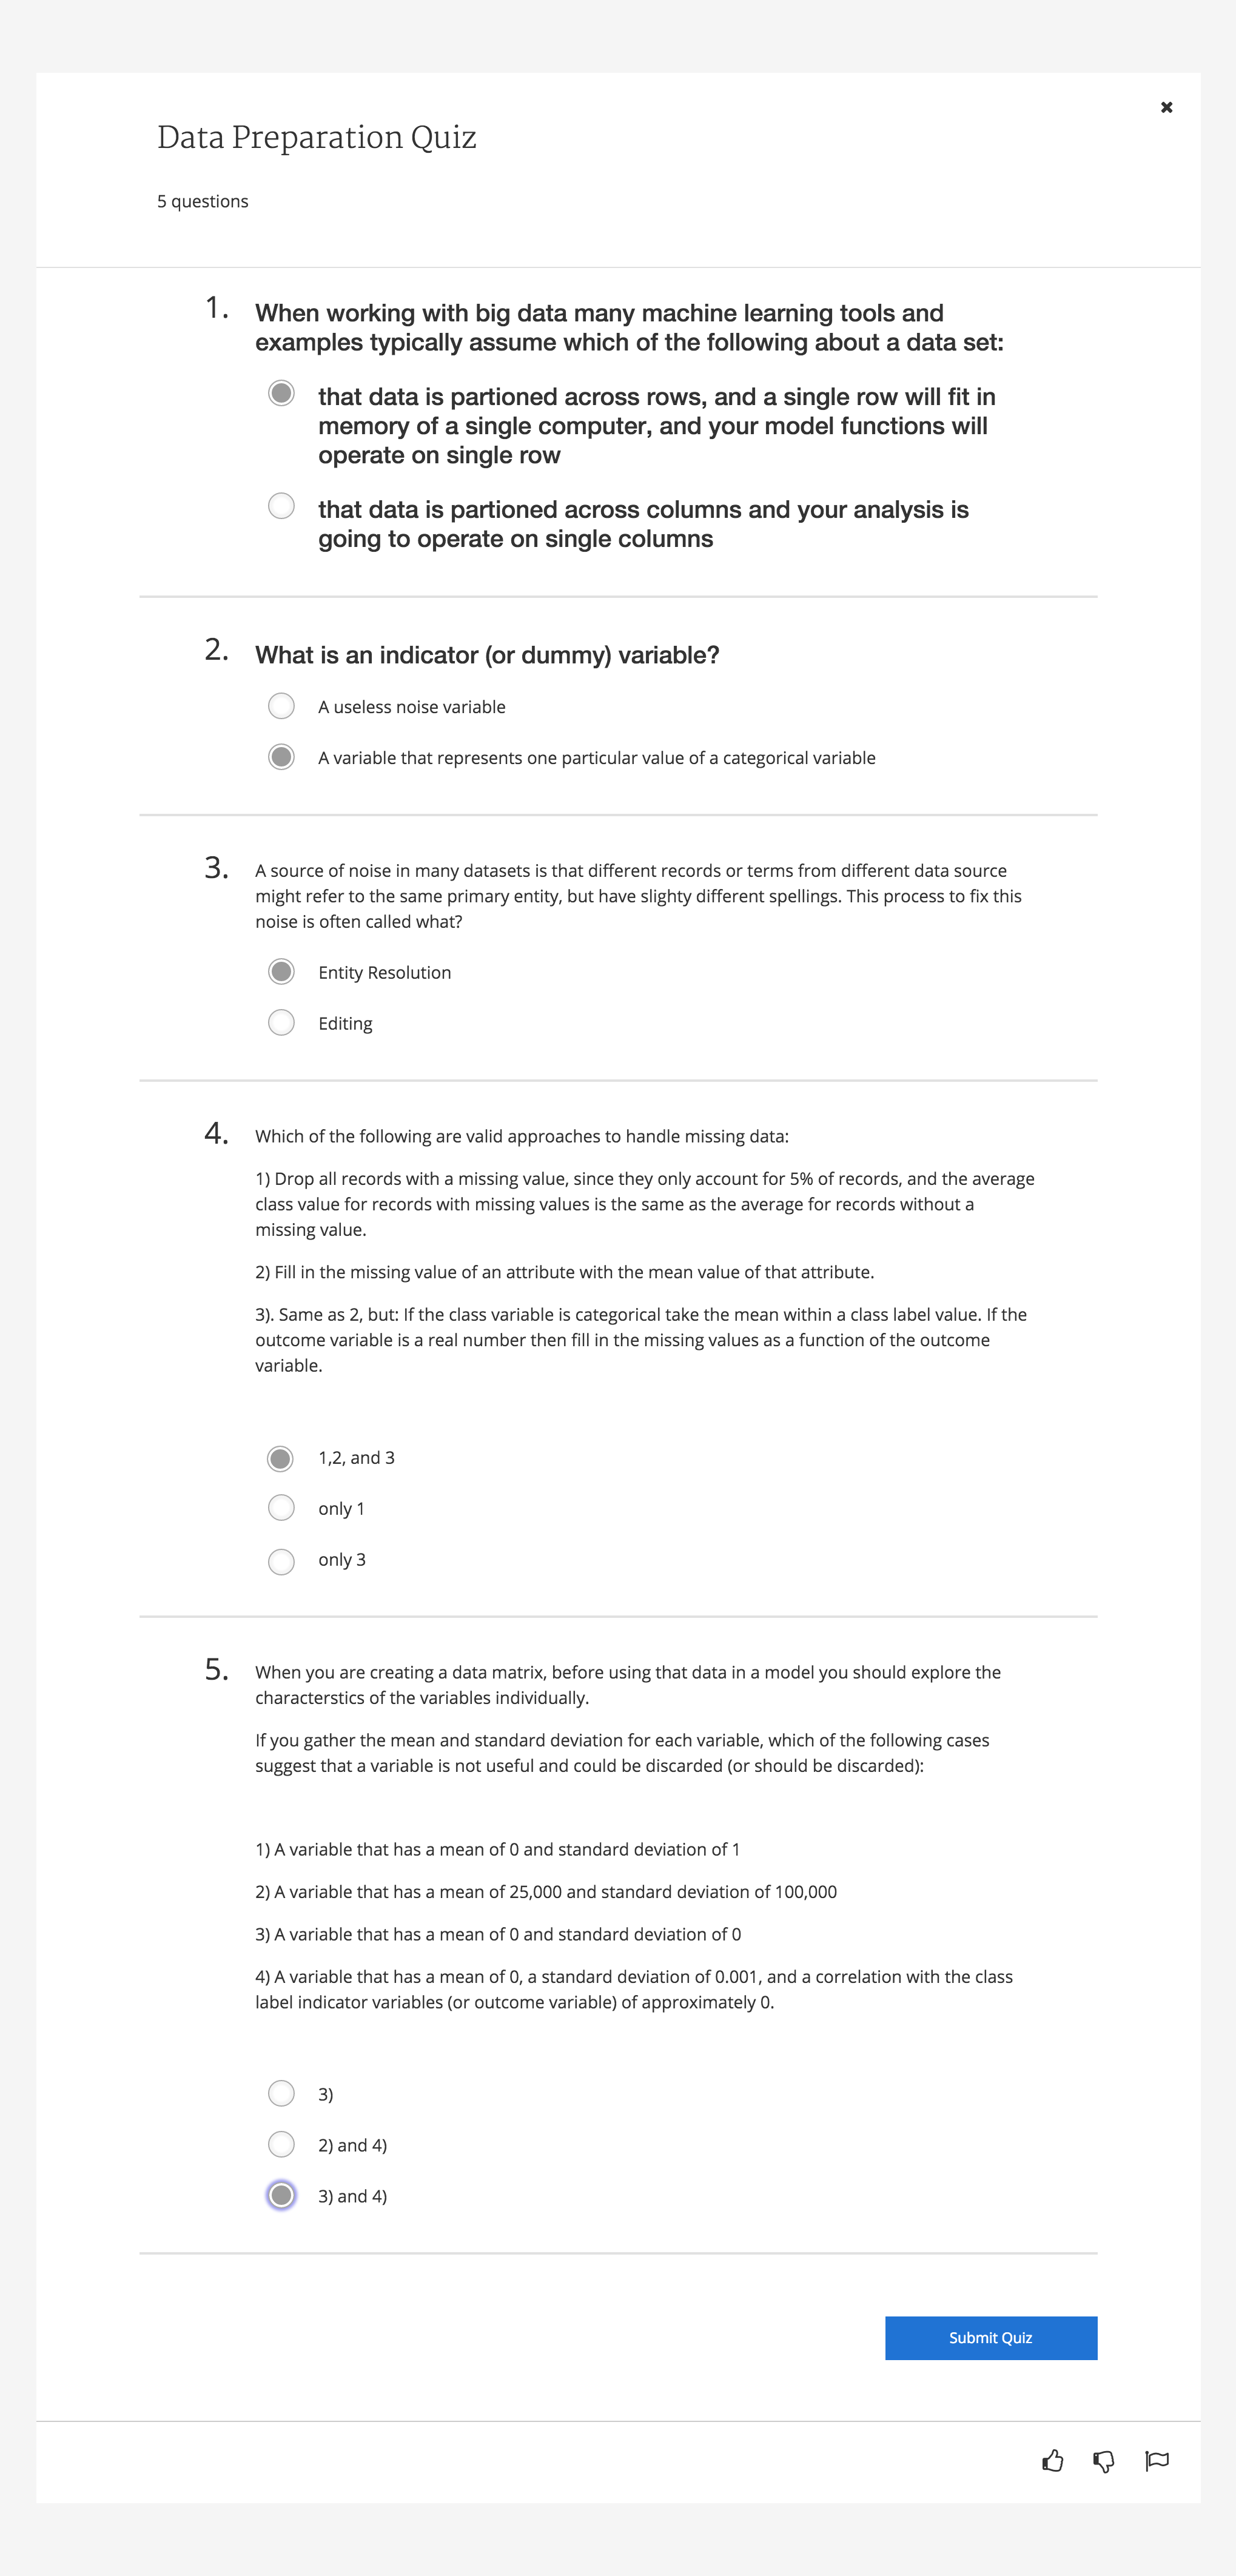 Data Preparation Quiz
5 questions
1.
When working with big data many machine learning tools and
examples typically assume which of the following about a data set:
that data is partioned across rows, and a single row will fit in
memory of a single computer, and your model functions will
operate on single row
that data is partioned across columns and your analysis is
going to operate on single columns
2.
What is an indicator (or dummy) variable?
A useless noise variable
A variable that represents one particular value of a categorical variable
3.
A source of noise in many datasets is that different records or terms from different data source
might refer to the same primary entity, but have slighty different spellings. This process to fix this
noise is often called what?
Entity Resolution
Editing
4.
Which of the following are valid approaches to handle missing data:
1) Drop all records with a missing value, since they only account for 5% of records, and the average
class value for records with missing values is the same as the average for records without a
missing value.
2) Fill in the missing value of an attribute with the mean value of that attribute.
3). Same as 2, but: If the class variable is categorical take the mean within a class label value. If the
outcome variable is a real number then fill in the missing values as a function of the outcome
variable.
1,2, and 3
only 1
only 3
5.
When you are creating a data matrix, before using that data in a model you should explore the
characterstics of the variables individually.
If you gather the mean and standard deviation for each variable, which of the following cases
suggest that a variable is not useful and could be discarded (or should be discarded):
1) A variable that has a mean of 0 and standard deviation of 1
2) A variable that has a mean of 25,000 and standard deviation of 100,000
3) A variable that has a mean of 0 and standard deviation of 0
4) A variable that has a mean of 0, a standard deviation of 0.001, and a correlation with the class
label indicator variables (or outcome variable) of approximately 0.
3)
2) and 4)
3) and 4)
Submit Quiz